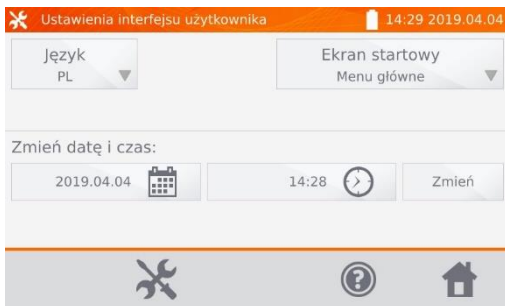 Ustawienia interfejsu użytkownika 14:29 2019.04.04
Język
PL
Ekran startowy
Menu główne
Zmień datę i czas:
2019.04.04 14:28 Zmień